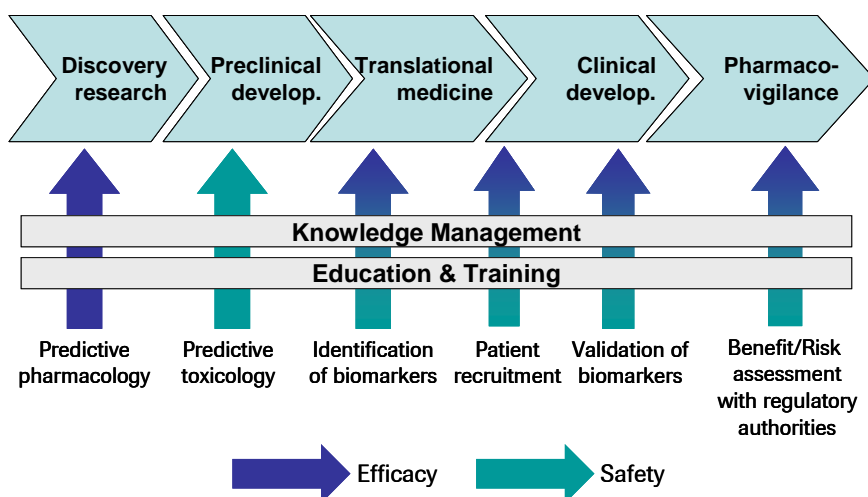 Discovery
research
Preclinical
develop.
Translational
medicine
Clinical
develop.
Pharmaco-
vigilance
Knowledge Management
Education & Training
Predictive
pharmacology
Predictive
toxicology
Identification
of biomarkers
Patient
recruitment
Validation of
biomarkers
Benefit/Risk
assessment
with regulatory
authorities
Efficacy
Safety